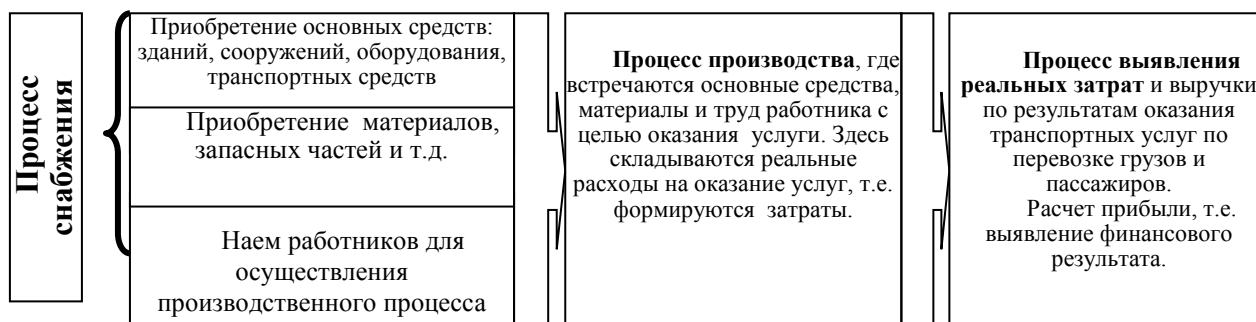 Процесс
снабжения
Приобретение основных средств:
зданий, сооружений, оборудования,
транспортных средств
Приобретение материалов,
запасных частей и т.д.
Наем работников для
осуществления
производственного процесса
Процесс производства, где
встречаются основные средства,
материалы и труд работника с
целью оказания услуги. Здесь
складываются реальные
расходы на оказание услуг, т.е.
формируются затраты.
Процесс выявления
реальных затрат и выручки
по результатам оказания
транспортных услуг по
перевозке грузов и
пассажиров.
Расчет прибыли, т.е.
выявление финансового
результата.